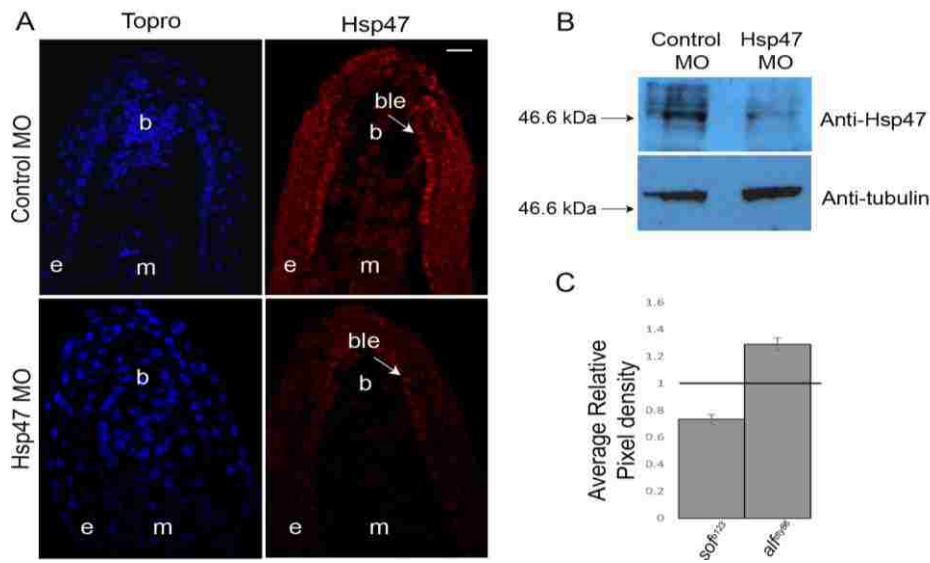 A
Topro
Hsp47
Control MO
b
e
m
ble
b
e
m
Hsp47 MO
b
e
m
ble
b
e
m
B
Control MO
Hsp47 MO
46.6 kDa
Anti-Hsp47
46.6 kDa
Anti-tubulin
C
Average Relative
Pixel density
1.6
1.4
1.2
1
0.8
0.6
0.4
0.2
0
sof b123